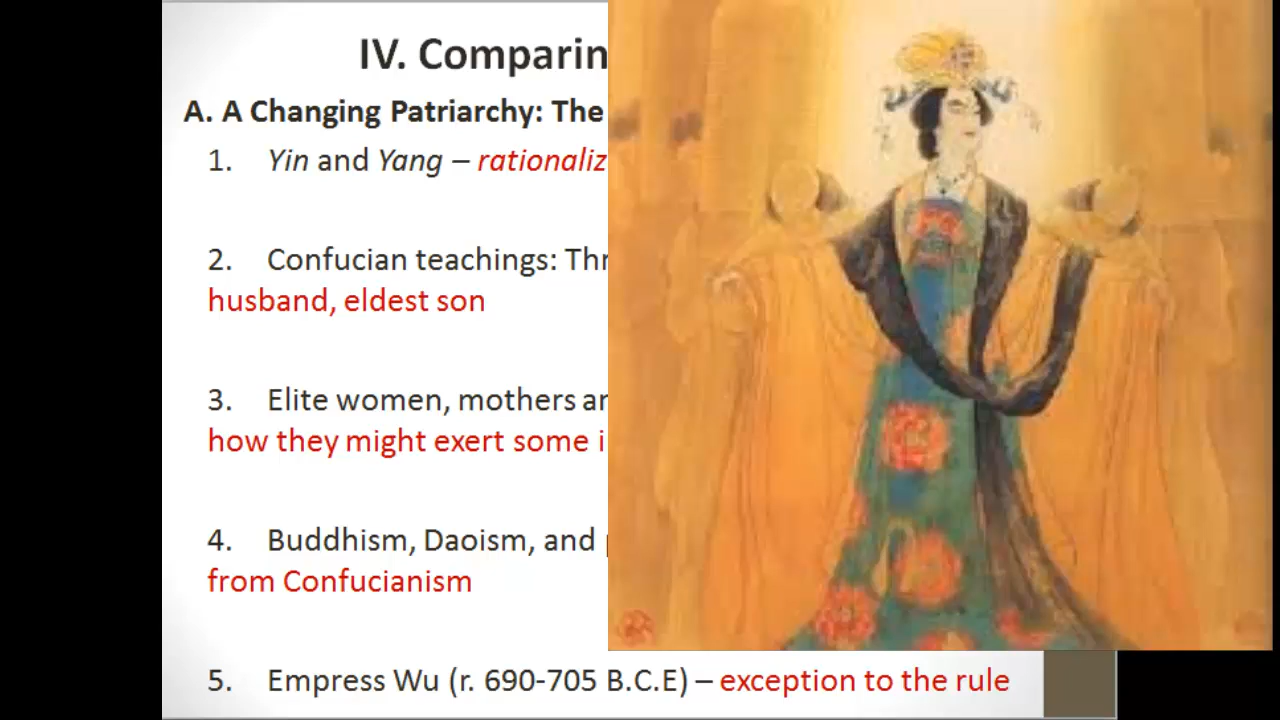 IV. Comparin
A. A Changing Patriarchy: The
1. Yin and Yang – rationaliz
2. Confucian teachings: Thr
husband, eldest son
3. Elite women, mothers ar
how they might exert some i
4. Buddhism, Daoism, and
from Confucianism
5. Empress Wu (r. 690-705 B.C.E) – exception to the rule